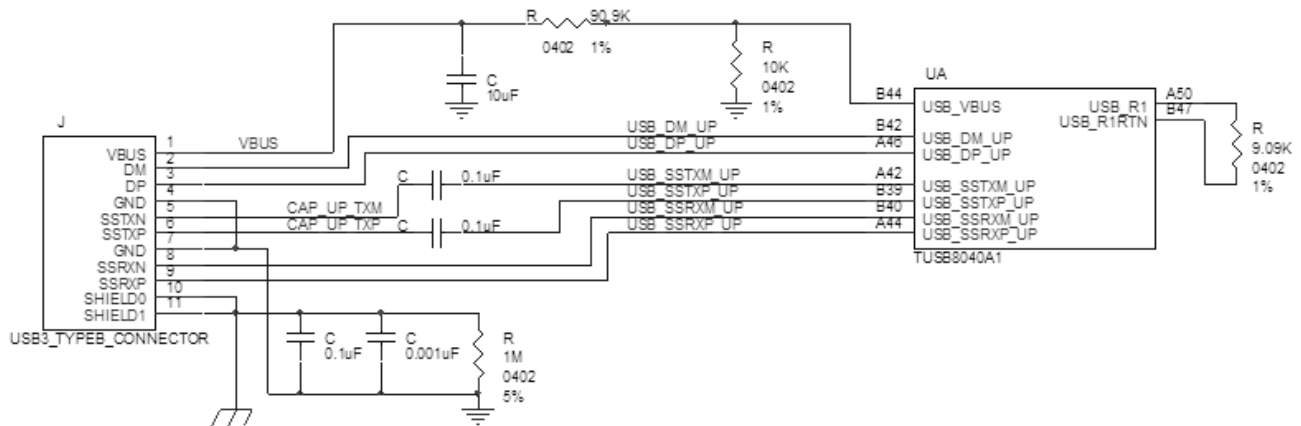 R 90.9K
0402 1%
C
10uF
R
10K
0402
1%
UA
B44 USB_VBUS USB_R1 A50
USB_R1RTN B47
R
9.09K
0402
1%
J
1 VBUS
VBUS
2
DM
3
DP
4
GND
5
SSTXN
6
SSTXP
7
GND
8
SSRXN
9
SSRXP
10
SHIELD0
11
SHIELD1
USB3_TYPEB_CONNECTOR
USB_DM_UP B42 USB_DM_UP
USB_DP_UP A46 USB_DP_UP
C 0.1uF USB_SSTXM_UP A42 USB_SSTXM_UP
USB_SSTXP_UP B39 USB_SSTXP_UP
CAP_UP_TXM USB_SSRXM_UP B40 USB_SSRXM_UP
CAP_UP_TXP C 0.1uF USB_SSRXP_UP A44 USB_SSRXP_UP
TUSB8040A1
C
0.1uF
C
0.001uF
R
1M
0402
5%